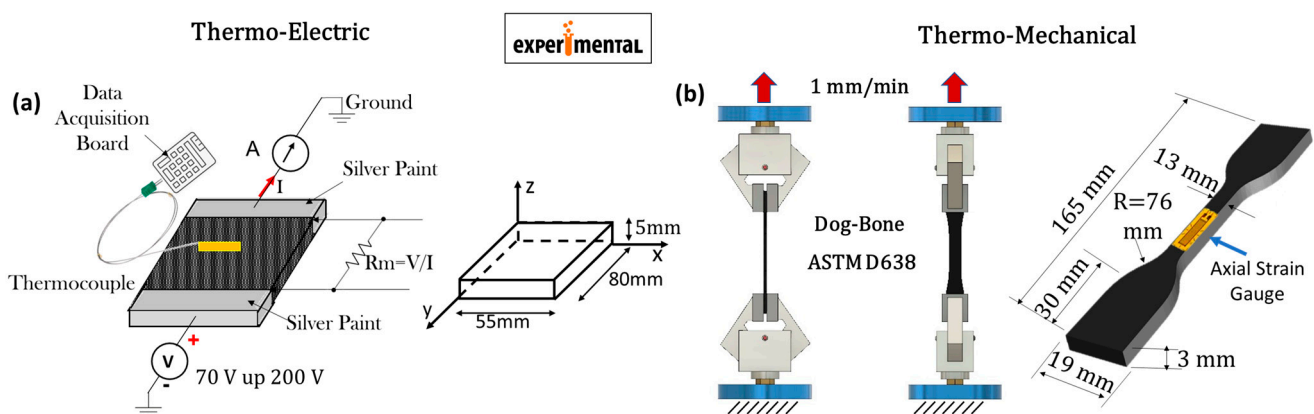 Thermo-Electric
experimental
Thermo-Mechanical
(a)
Data
Acquisition
Board
Ground
A
I
Silver Paint
Rm=V/I
Thermocouple
Silver Paint
+
V
-
70 V up 200 V
z
5mm
x
80mm
y
55mm
(b)
1 mm/min
Dog-Bone
ASTM D638
165 mm
13 mm
R=76
mm
30 mm
Axial Strain
Gauge
19 mm
3 mm